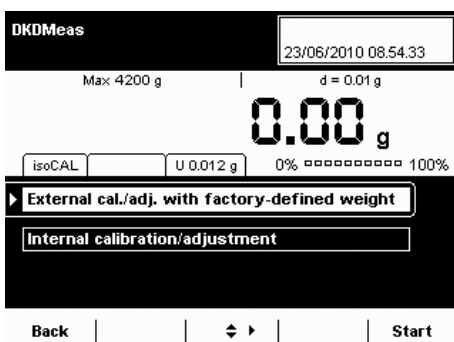 DKDMeas
23/06/2010 08.54.33
Max 4200 g d = 0.01 g
0.00 g
isoCAL U 0.012 g 0% 100%
External cal./adj. with factory-defined weight
Internal calibration/adjustment
Back Start